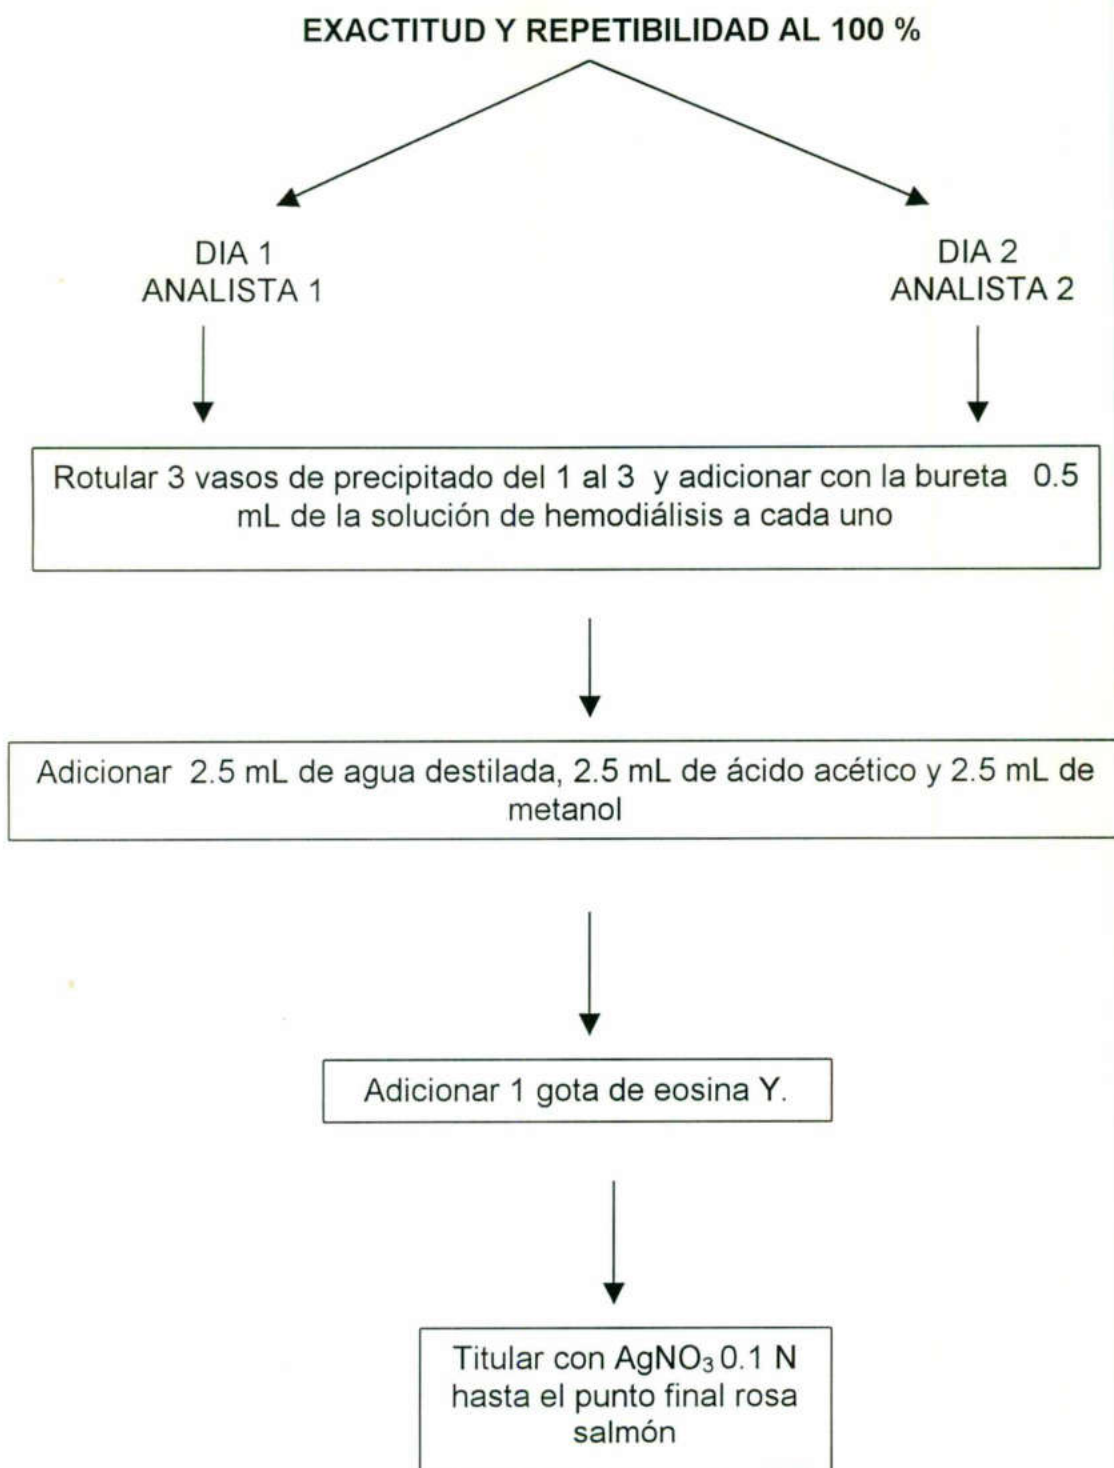 EXACTITUD Y REPETIBILIDAD AL 100 %
DIA 1
ANALISTA 1
DIA 2
ANALISTA 2
Rotular 3 vasos de precipitado del 1 al 3 y adicionar con la bureta 0.5
mL de la solución de hemodiálisis a cada uno
Adicionar 2.5 mL de agua destilada, 2.5 mL de ácido acético y 2.5 mL de
metanol
Adicionar 1 gota de eosina Y.
Titular con AgNO₃ 0.1 N
hasta el punto final rosa
salmón